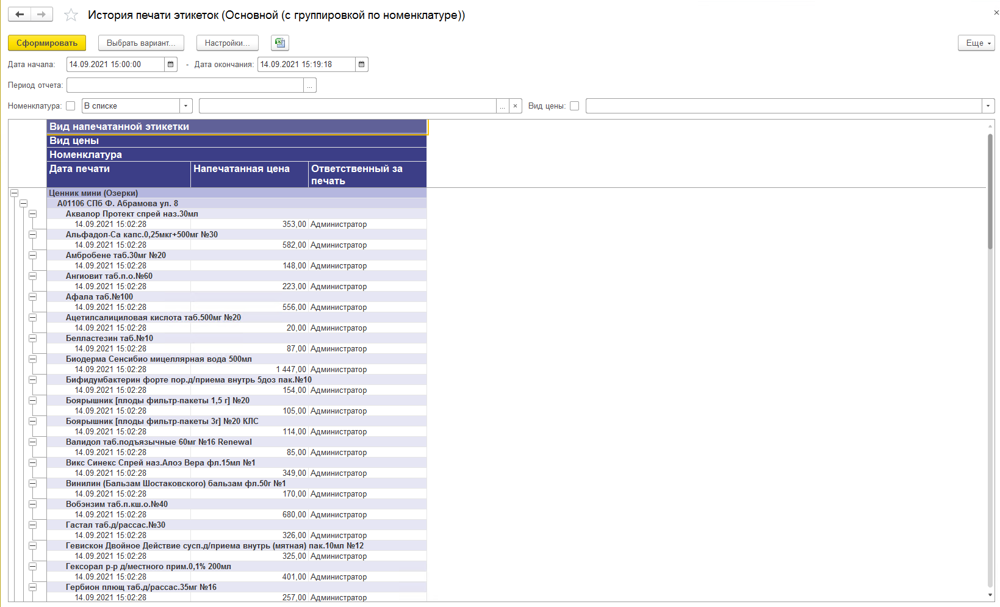 История печати этикеток (Основной (с группировкой по номенклатуре))
Сформировать Выбрать вариант... Настройки... Еще
Дата начала: 14.09.2021 15:00:00 - Дата окончания: 14.09.2021 15:19:18
Период отчета: ...
Номенклатура: В списке ... × Вид цены:
Вид напечатанной этикетки
Вид цены
Номенклатура
Дата печати Напечатанная цена Ответственный за
печать
Ценник мини (Озерки)
А01106 СПб Ф. Абрамова ул. 8
Аквалор Протект спрей наз.30мл
14.09.2021 15:02:28 353,00 Администратор
Альфадол-Са капс.0,25мкг+500мг №30
14.09.2021 15:02:28 582,00 Администратор
Амбробене таб.30мг №20
14.09.2021 15:02:28 148,00 Администратор
Ангиовит таб.п.о.№60
14.09.2021 15:02:28 223,00 Администратор
Афала таб.№100
14.09.2021 15:02:28 556,00 Администратор
Ацетилсалициловая кислота таб.500мг №20
14.09.2021 15:02:28 20,00 Администратор
Белластезин таб.№10
14.09.2021 15:02:28 87,00 Администратор
Биодерма Сенсибио мицеллярная вода 500мл
14.09.2021 15:02:28 1 447,00 Администратор
Бифидумбактерин форте пор.д/приема внутрь 5доз пак.№10
14.09.2021 15:02:28 154,00 Администратор
Боярышник [плоды фильтр-пакеты 1,5 г] №20
14.09.2021 15:02:28 105,00 Администратор
Боярышник [плоды фильтр-пакеты 3г] №20 КЛС
14.09.2021 15:02:28 114,00 Администратор
Валидол таб.подъязычные 60мг №16 Renewal
14.09.2021 15:02:28 85,00 Администратор
Викс Синекс Спрей наз.Алоэ Вера фл.15мл №1
14.09.2021 15:02:28 349,00 Администратор
Винилин (Бальзам Шостаковского) бальзам фл.50г №1
14.09.2021 15:02:28 170,00 Администратор
Вобэнзим таб.п.кш.о.№40
14.09.2021 15:02:28 680,00 Администратор
Гастал таб.д/рассас.№30
14.09.2021 15:02:28 326,00 Администратор
Гевискон Двойное Действие сусп.д/приема внутрь (мятная) пак.10мл №12
14.09.2021 15:02:28 325,00 Администратор
Гексорал р-р д/местного прим.0,1% 200мл
14.09.2021 15:02:28 401,00 Администратор
Гербион плющ таб.д/рассас.35мг №16
14.09.2021 15:02:28 257,00 Администратор